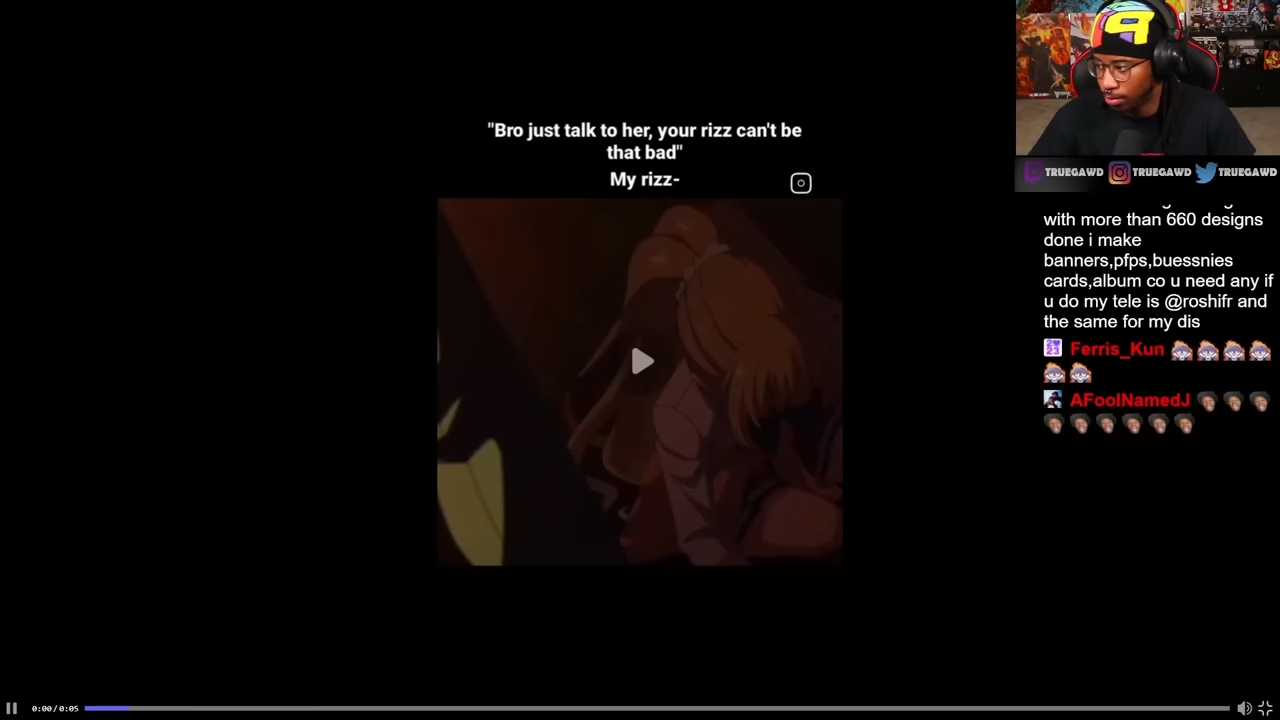 "Bro just talk to her, your rizz can't be
that bad"
My rizz-
TRUEGAWD TRUEGAWD TRUEGAWD
with more than 660 designs
done i make
banners,pfps,buessnies
cards,album co u need any if
u do my tele is @roshifr and
the same for my dis
Ferris_Kun
AFoolNamedJ
0:00/0:05